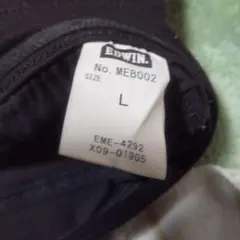 EDWIN.
No. MEB002
SIZE
L
EME-4292
X09-01905